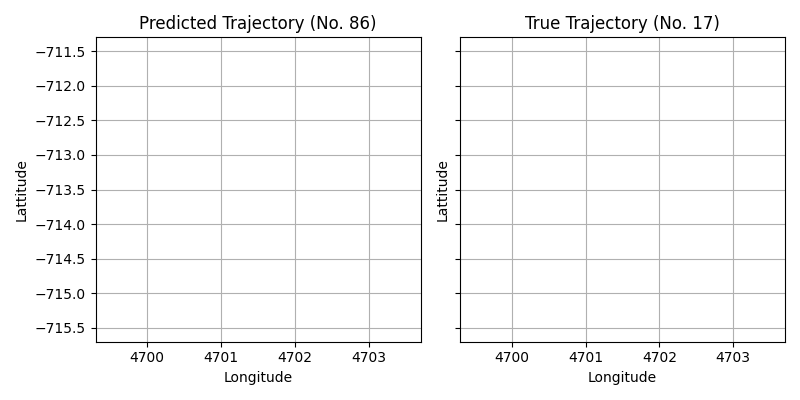 Predicted Trajectory (No. 86)
True Trajectory (No. 17)
−711.5
−712.0
−712.5
−713.0
−713.5
−714.0
−714.5
−715.0
−715.5
Lattitude
Lattitude
4700 4701 4702 4703
4700 4701 4702 4703
Longitude
Longitude